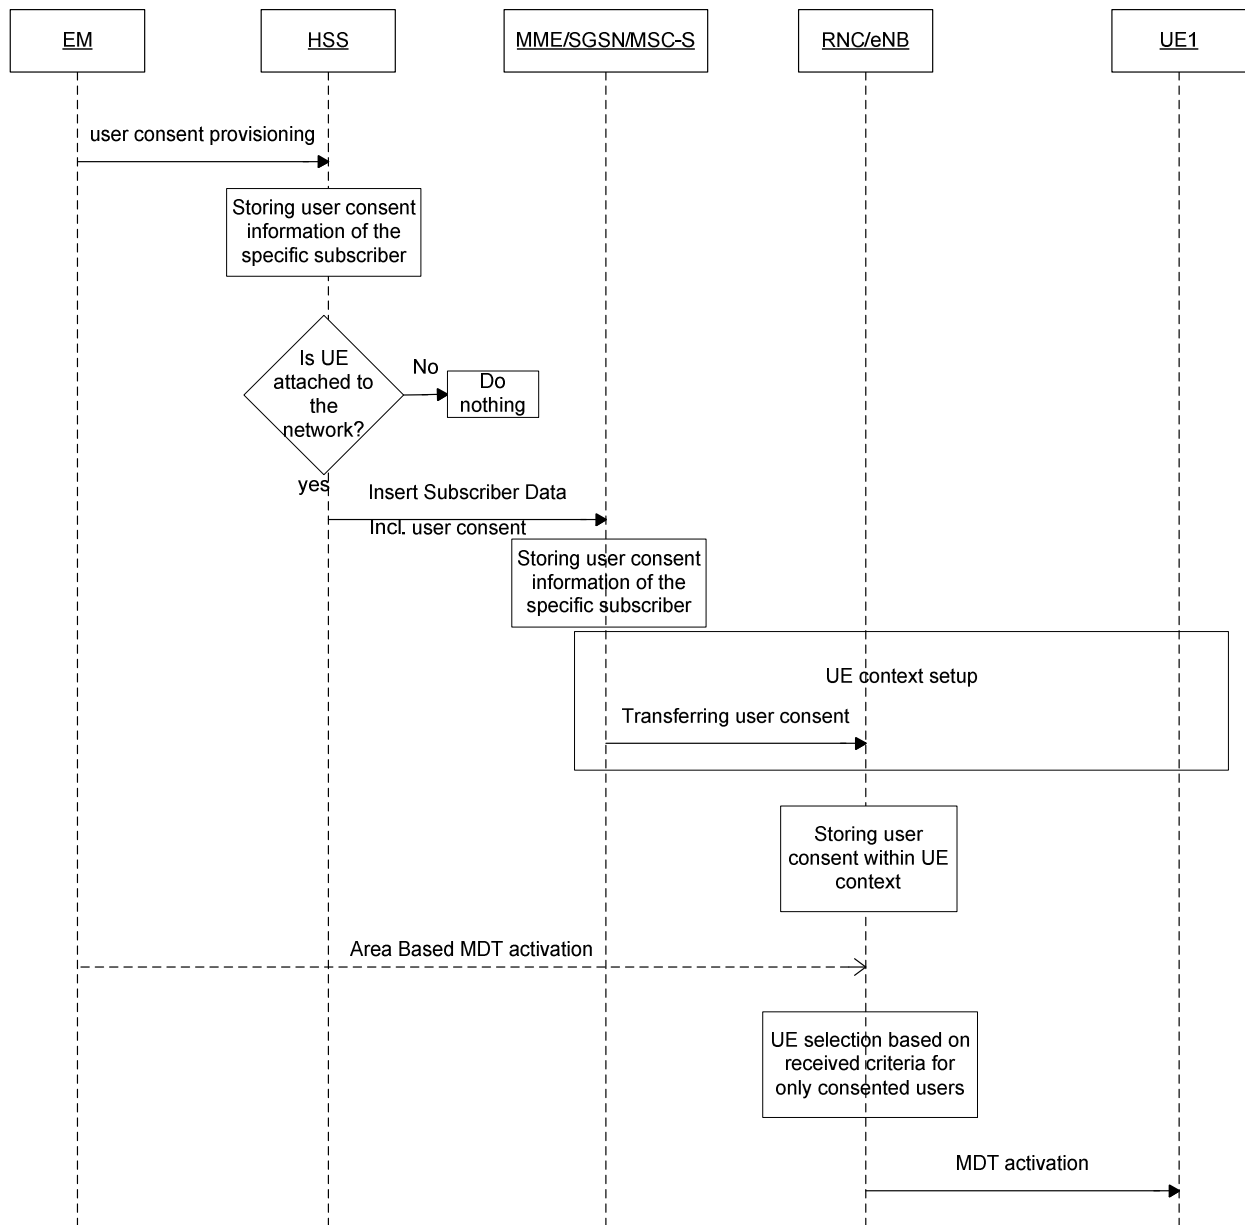 EM
HSS
MME/SGSN/MSC-S
RNC/eNB
UE1
user consent provisioning
Storing user consent
information of the
specific subscriber
Is UE
attached to
the
network?
No
Do
nothing
yes
Insert Subscriber Data
Incl. user consent
Storing user consent
information of the
specific subscriber
UE context setup
Transferring user consent
Storing user
consent within UE
context
Area Based MDT activation
UE selection based on
received criteria for
only consented users
MDT activation